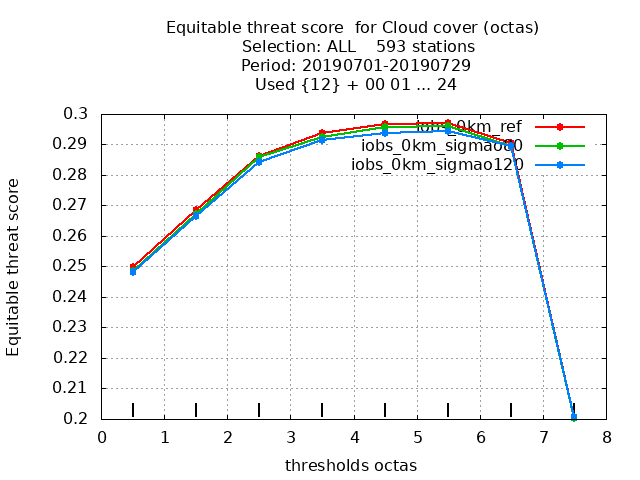 Equitable threat score  for Cloud cover (octas)
Selection: ALL    593 stations
Period: 20190701-20190729
Used {12} + 00 01 ... 24
0.3
0.29
0.28
0.27
0.26
0.25
0.24
0.23
0.22
0.21
0.2
Equitable threat score
iobs_0km_ref
iobs_0km_sigmao80
iobs_0km_sigmao120
0 1 2 3 4 5 6 7 8
thresholds octas